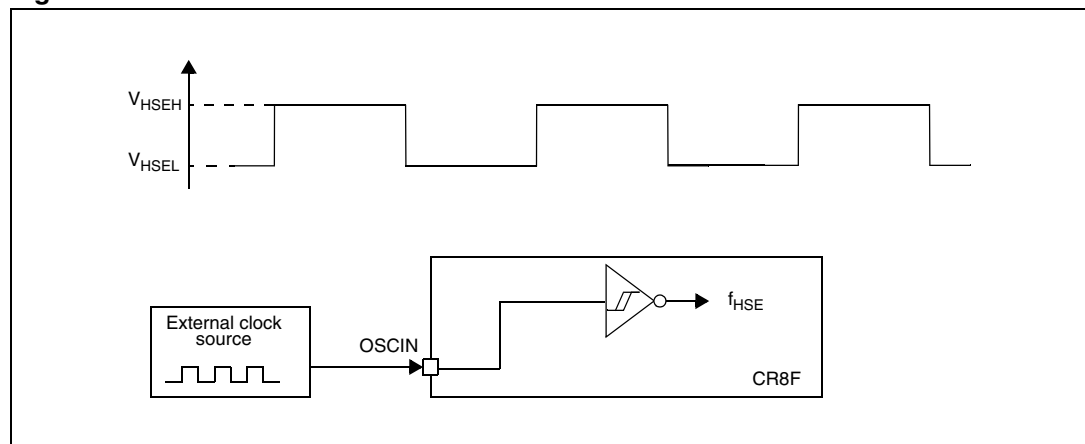 V_HSEH
V_HSEL
External clock
source
OSCIN
f_HSE
CR8F